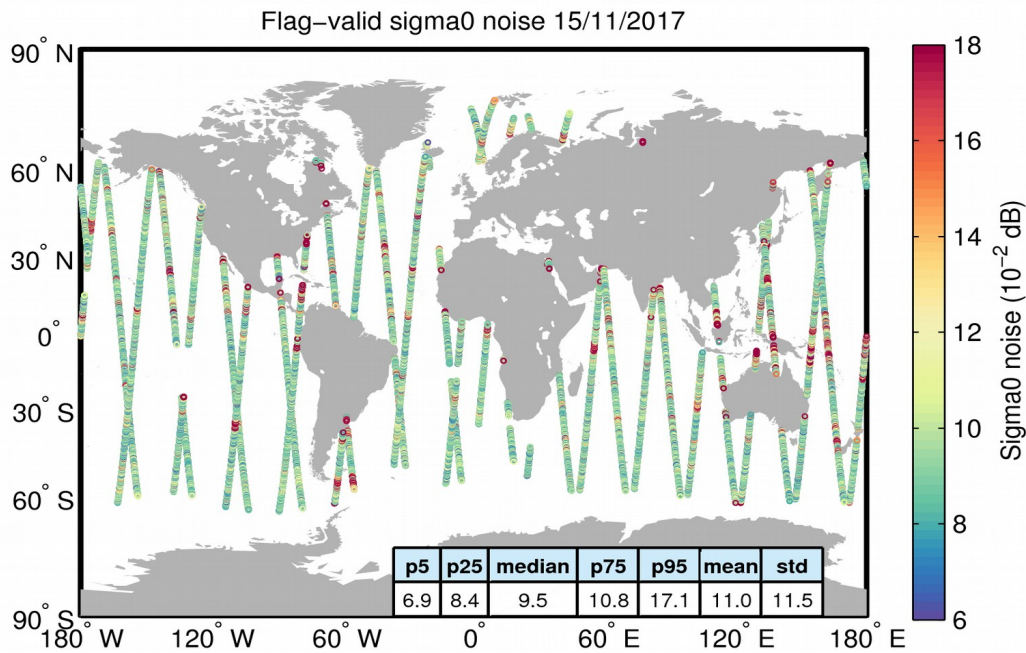 Flag−valid sigma0 noise 15/11/2017
90° N
60° N
30° N
0°
30° S
60° S
90° S
180° W
120° W
60° W
0°
60° E
120° E
180° E
p5 p25 median p75 p95 mean std
6.9 8.4 9.5 10.8 17.1 11.0 11.5
18
16
14
12
10
8
6
Sigma0 noise (10⁻² dB)